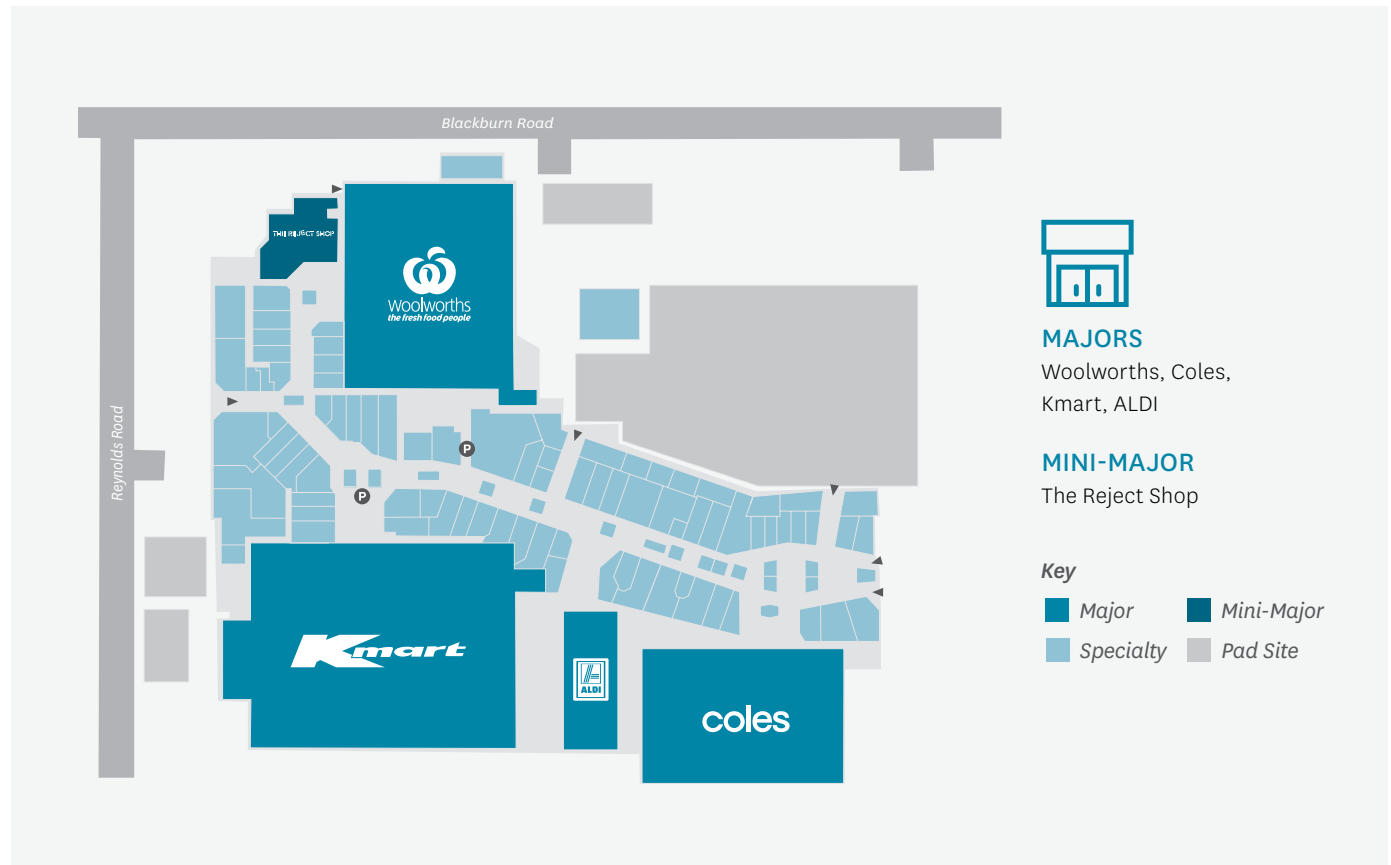 Blackburn Road
THE REJECT SHOP
Woolworths
the fresh food people
Reynolds Road
P
P
Kmart
ALDI
coles
MAJORS
Woolworths, Coles,
Kmart, ALDI
MINI-MAJOR
The Reject Shop
Key
Major
Mini-Major
Specialty
Pad Site